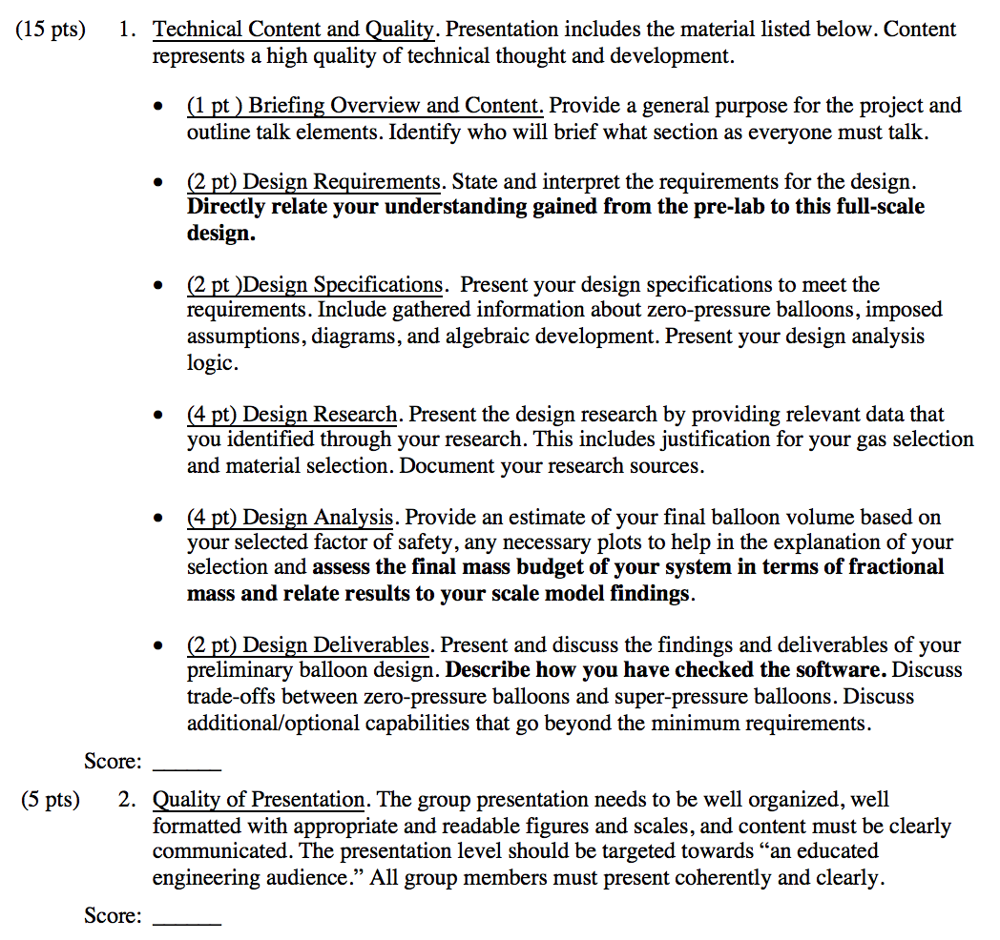 (15 pts) 1. Technical Content and Quality. Presentation includes the material listed below. Content
represents a high quality of technical thought and development.
• (1 pt ) Briefing Overview and Content. Provide a general purpose for the project and
outline talk elements. Identify who will brief what section as everyone must talk.
• (2 pt) Design Requirements. State and interpret the requirements for the design.
Directly relate your understanding gained from the pre-lab to this full-scale
design.
• (2 pt )Design Specifications. Present your design specifications to meet the
requirements. Include gathered information about zero-pressure balloons, imposed
assumptions, diagrams, and algebraic development. Present your design analysis
logic.
• (4 pt) Design Research. Present the design research by providing relevant data that
you identified through your research. This includes justification for your gas selection
and material selection. Document your research sources.
• (4 pt) Design Analysis. Provide an estimate of your final balloon volume based on
your selected factor of safety, any necessary plots to help in the explanation of your
selection and assess the final mass budget of your system in terms of fractional
mass and relate results to your scale model findings.
• (2 pt) Design Deliverables. Present and discuss the findings and deliverables of your
preliminary balloon design. Describe how you have checked the software. Discuss
trade-offs between zero-pressure balloons and super-pressure balloons. Discuss
additional/optional capabilities that go beyond the minimum requirements.
Score: ______
(5 pts) 2. Quality of Presentation. The group presentation needs to be well organized, well
formatted with appropriate and readable figures and scales, and content must be clearly
communicated. The presentation level should be targeted towards “an educated
engineering audience.” All group members must present coherently and clearly.
Score: ______